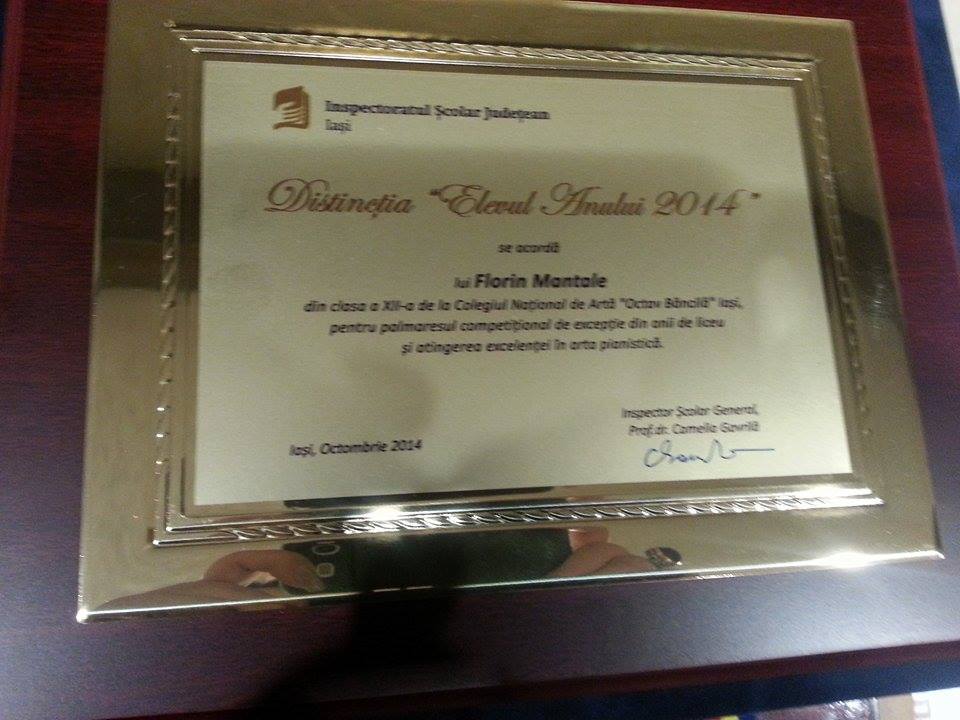 Inspectoratul Școlar Județean
Iași
Distincția “Elevul Anului 2014”
se acordă
lui Florin Mantale
din clasa a XII-a de la Colegiul Național de Artă "Octav Băncilă" Iași,
pentru palmaresul competițional de excepție din anii de liceu
și atingerea excelenței în arta pianistică.
Inspector Școlar General,
Prof.dr. Camelia Gavrilă
Iași, Octombrie 2014